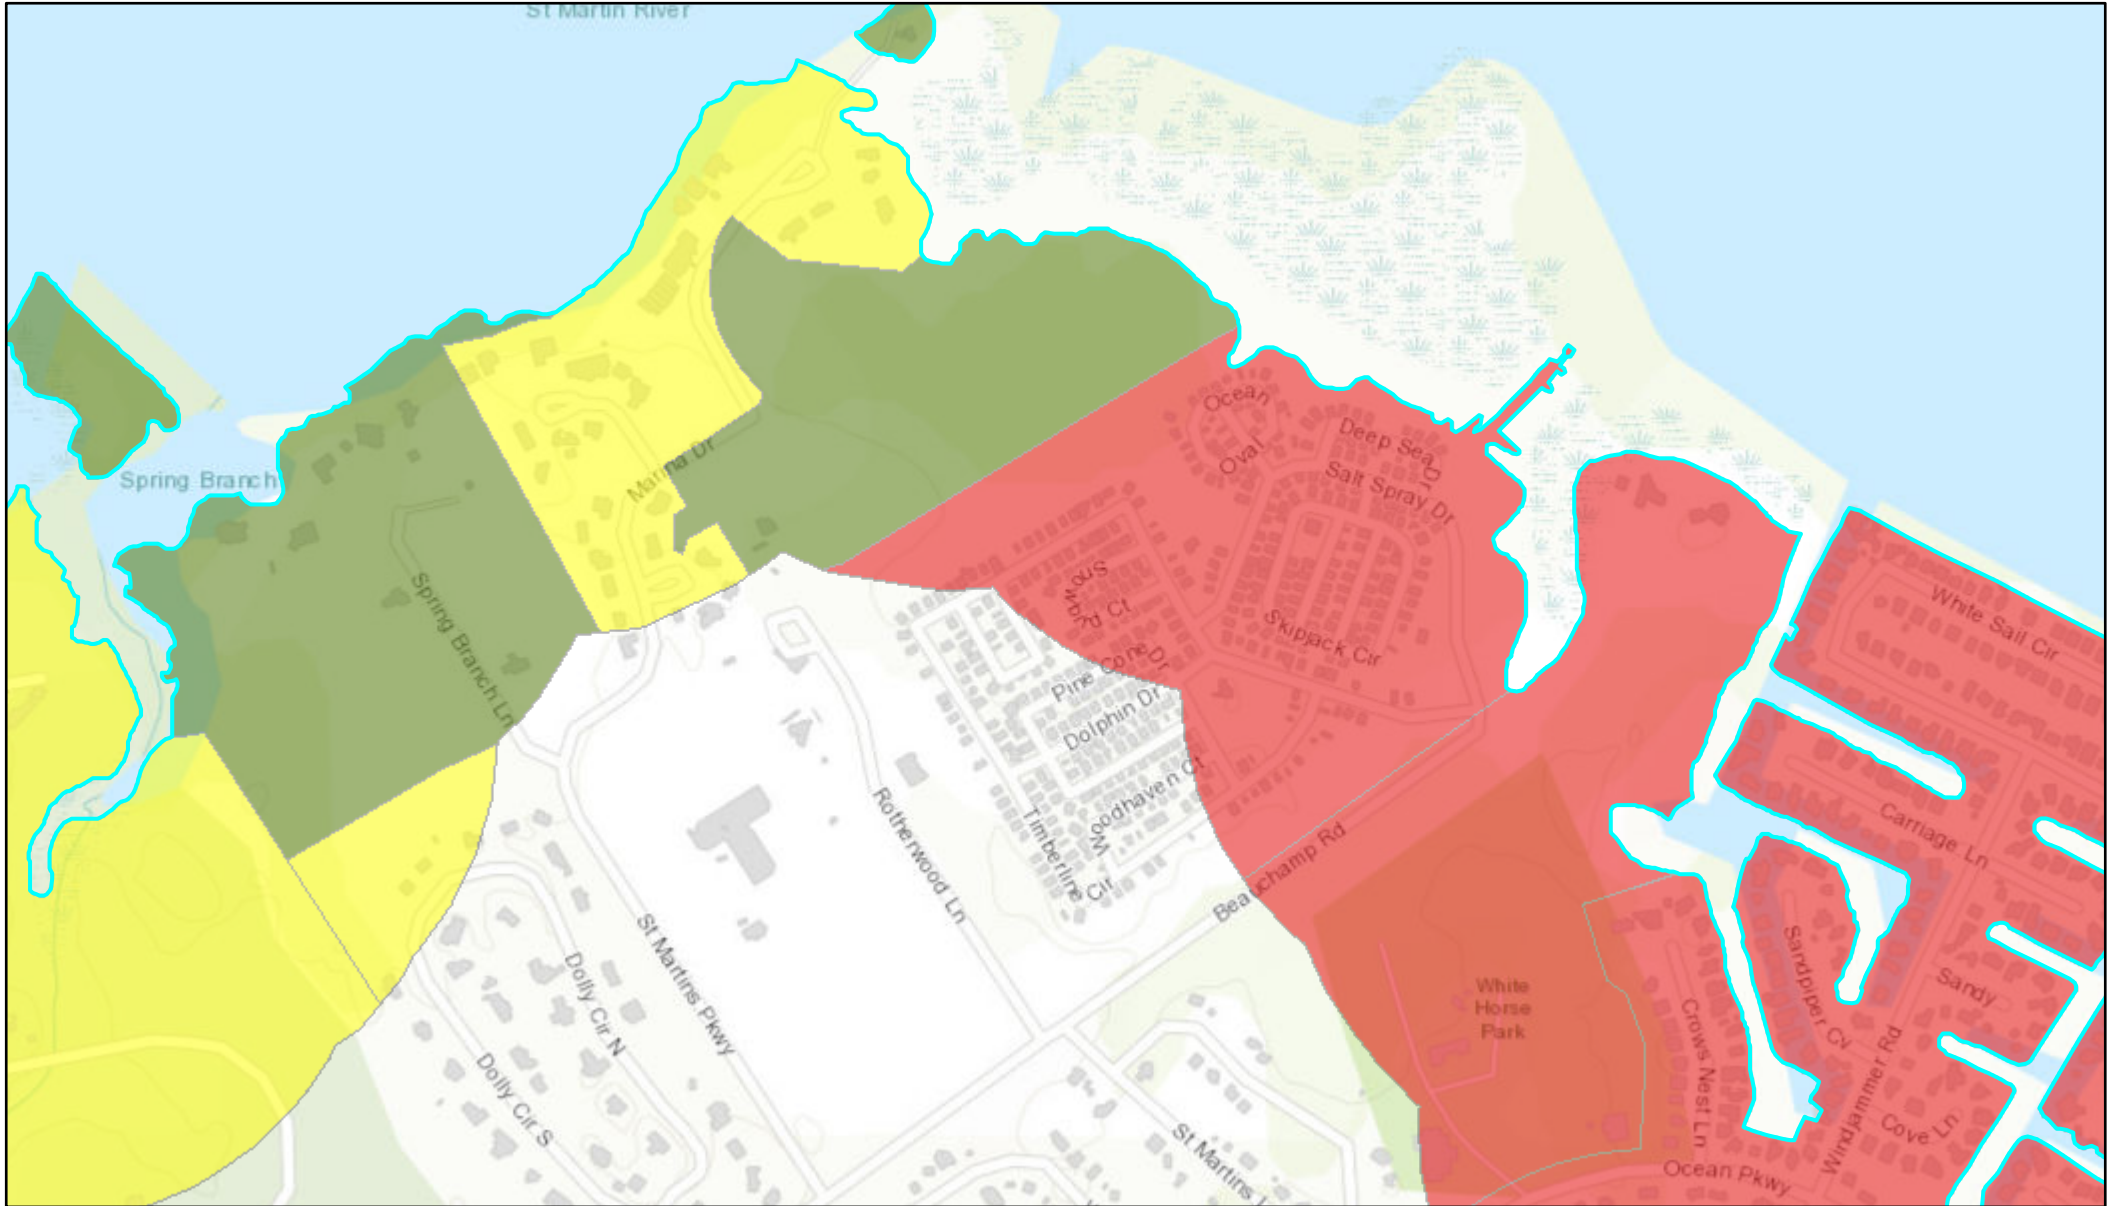 St Martin River
Ocean
Oval
Deep Sea Dr
Salt Spray Dr
Spring Branch
Marina Dr
Snowbird Ct
Skipjack Cir
White Sail Cir
Spring Branch Ln
Pine Cone Dr
Dolphin Dr
Woodhaven Ct
Timberline Cir
Rotherwood Ln
Beauchamp Rd
Carriage Ln
St Martins Pkwy
Dolly Cir N
Dolly Cir S
White
Horse
Park
Crows Nest Ln
Sandpiper Cv
Sandy
Windjammer Rd
Cove Ln
St Martins
Ocean Pkwy